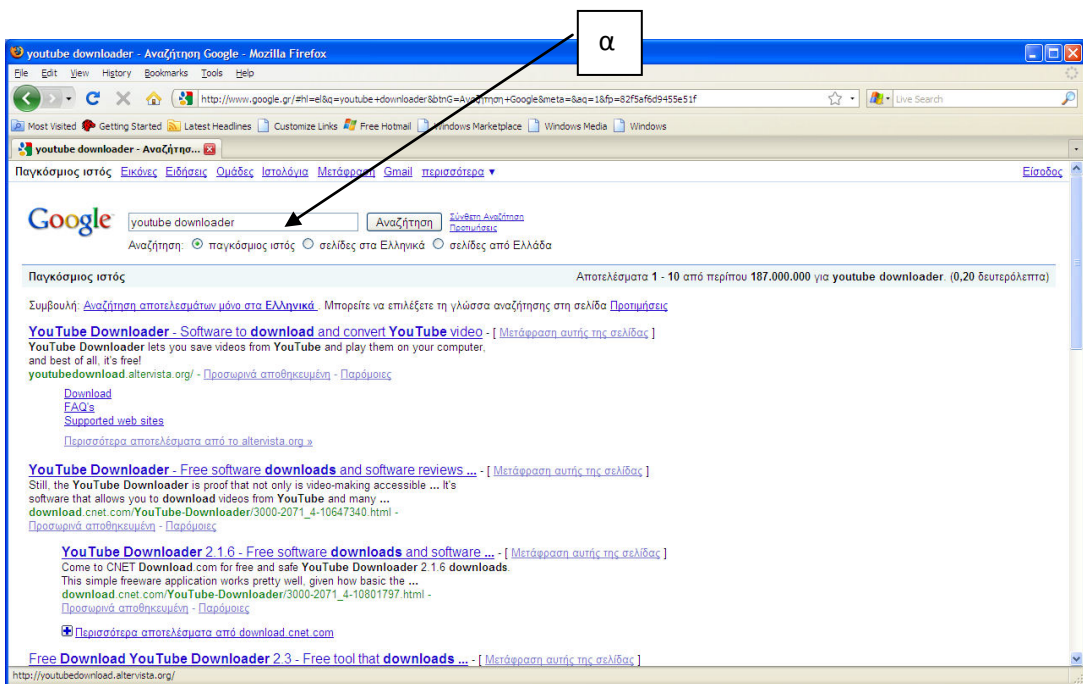 α
youtube downloader - Αναζήτηση Google - Mozilla Firefox
File Edit View History Bookmarks Tools Help
http://www.google.gr/#hl=el&q=youtube+downloader&btnG=Αναζήτηση+Google&meta=&aq=1&fp=82f5af6d9455e51f Live Search
Most Visited Getting Started Latest Headlines Customize Links Free Hotmail Windows Marketplace Windows Media Windows
youtube downloader - Αναζήτησ...
Παγκόσμιος ιστός Εικόνες Ειδήσεις Ομάδες Ιστολόγια Μετάφραση Gmail περισσότερα ▼ Είσοδος
Google youtube downloader Αναζήτηση Σύνθετη Αναζήτηση
Προτιμήσεις
Αναζήτηση: παγκόσμιος ιστός σελίδες στα Ελληνικά σελίδες από Ελλάδα
Παγκόσμιος ιστός Αποτελέσματα 1 - 10 από περίπου 187.000.000 για youtube downloader. (0,20 δευτερόλεπτα)
Συμβουλή: Αναζήτηση αποτελεσμάτων μόνο στα Ελληνικά . Μπορείτε να επιλέξετε τη γλώσσα αναζήτησης στη σελίδα Προτιμήσεις
YouTube Downloader - Software to download and convert YouTube video - [ Μετάφραση αυτής της σελίδας ]
YouTube Downloader lets you save videos from YouTube and play them on your computer,
and best of all, it's free!
youtubedownload.altervista.org/ - Προσωρινά αποθηκευμένη - Παρόμοιες
Download
FAQ's
Supported web sites
Περισσότερα αποτελέσματα από το altervista.org »
YouTube Downloader - Free software downloads and software reviews ... - [ Μετάφραση αυτής της σελίδας ]
Still, the YouTube Downloader is proof that not only is video-making accessible ... It's
software that allows you to download videos from YouTube and many ...
download.cnet.com/YouTube-Downloader/3000-2071_4-10647340.html -
Προσωρινά αποθηκευμένη - Παρόμοιες
YouTube Downloader 2.1.6 - Free software downloads and software ... - [ Μετάφραση αυτής της σελίδας ]
Come to CNET Download.com for free and safe YouTube Downloader 2.1.6 downloads.
This simple freeware application works pretty well, given how basic the ...
download.cnet.com/YouTube-Downloader/3000-2071_4-10801797.html -
Προσωρινά αποθηκευμένη - Παρόμοιες
Περισσότερα αποτελέσματα από download.cnet.com
Free Download YouTube Downloader 2.3 - Free tool that downloads ... - [ Μετάφραση αυτής της σελίδας ]
http://youtubedownload.altervista.org/